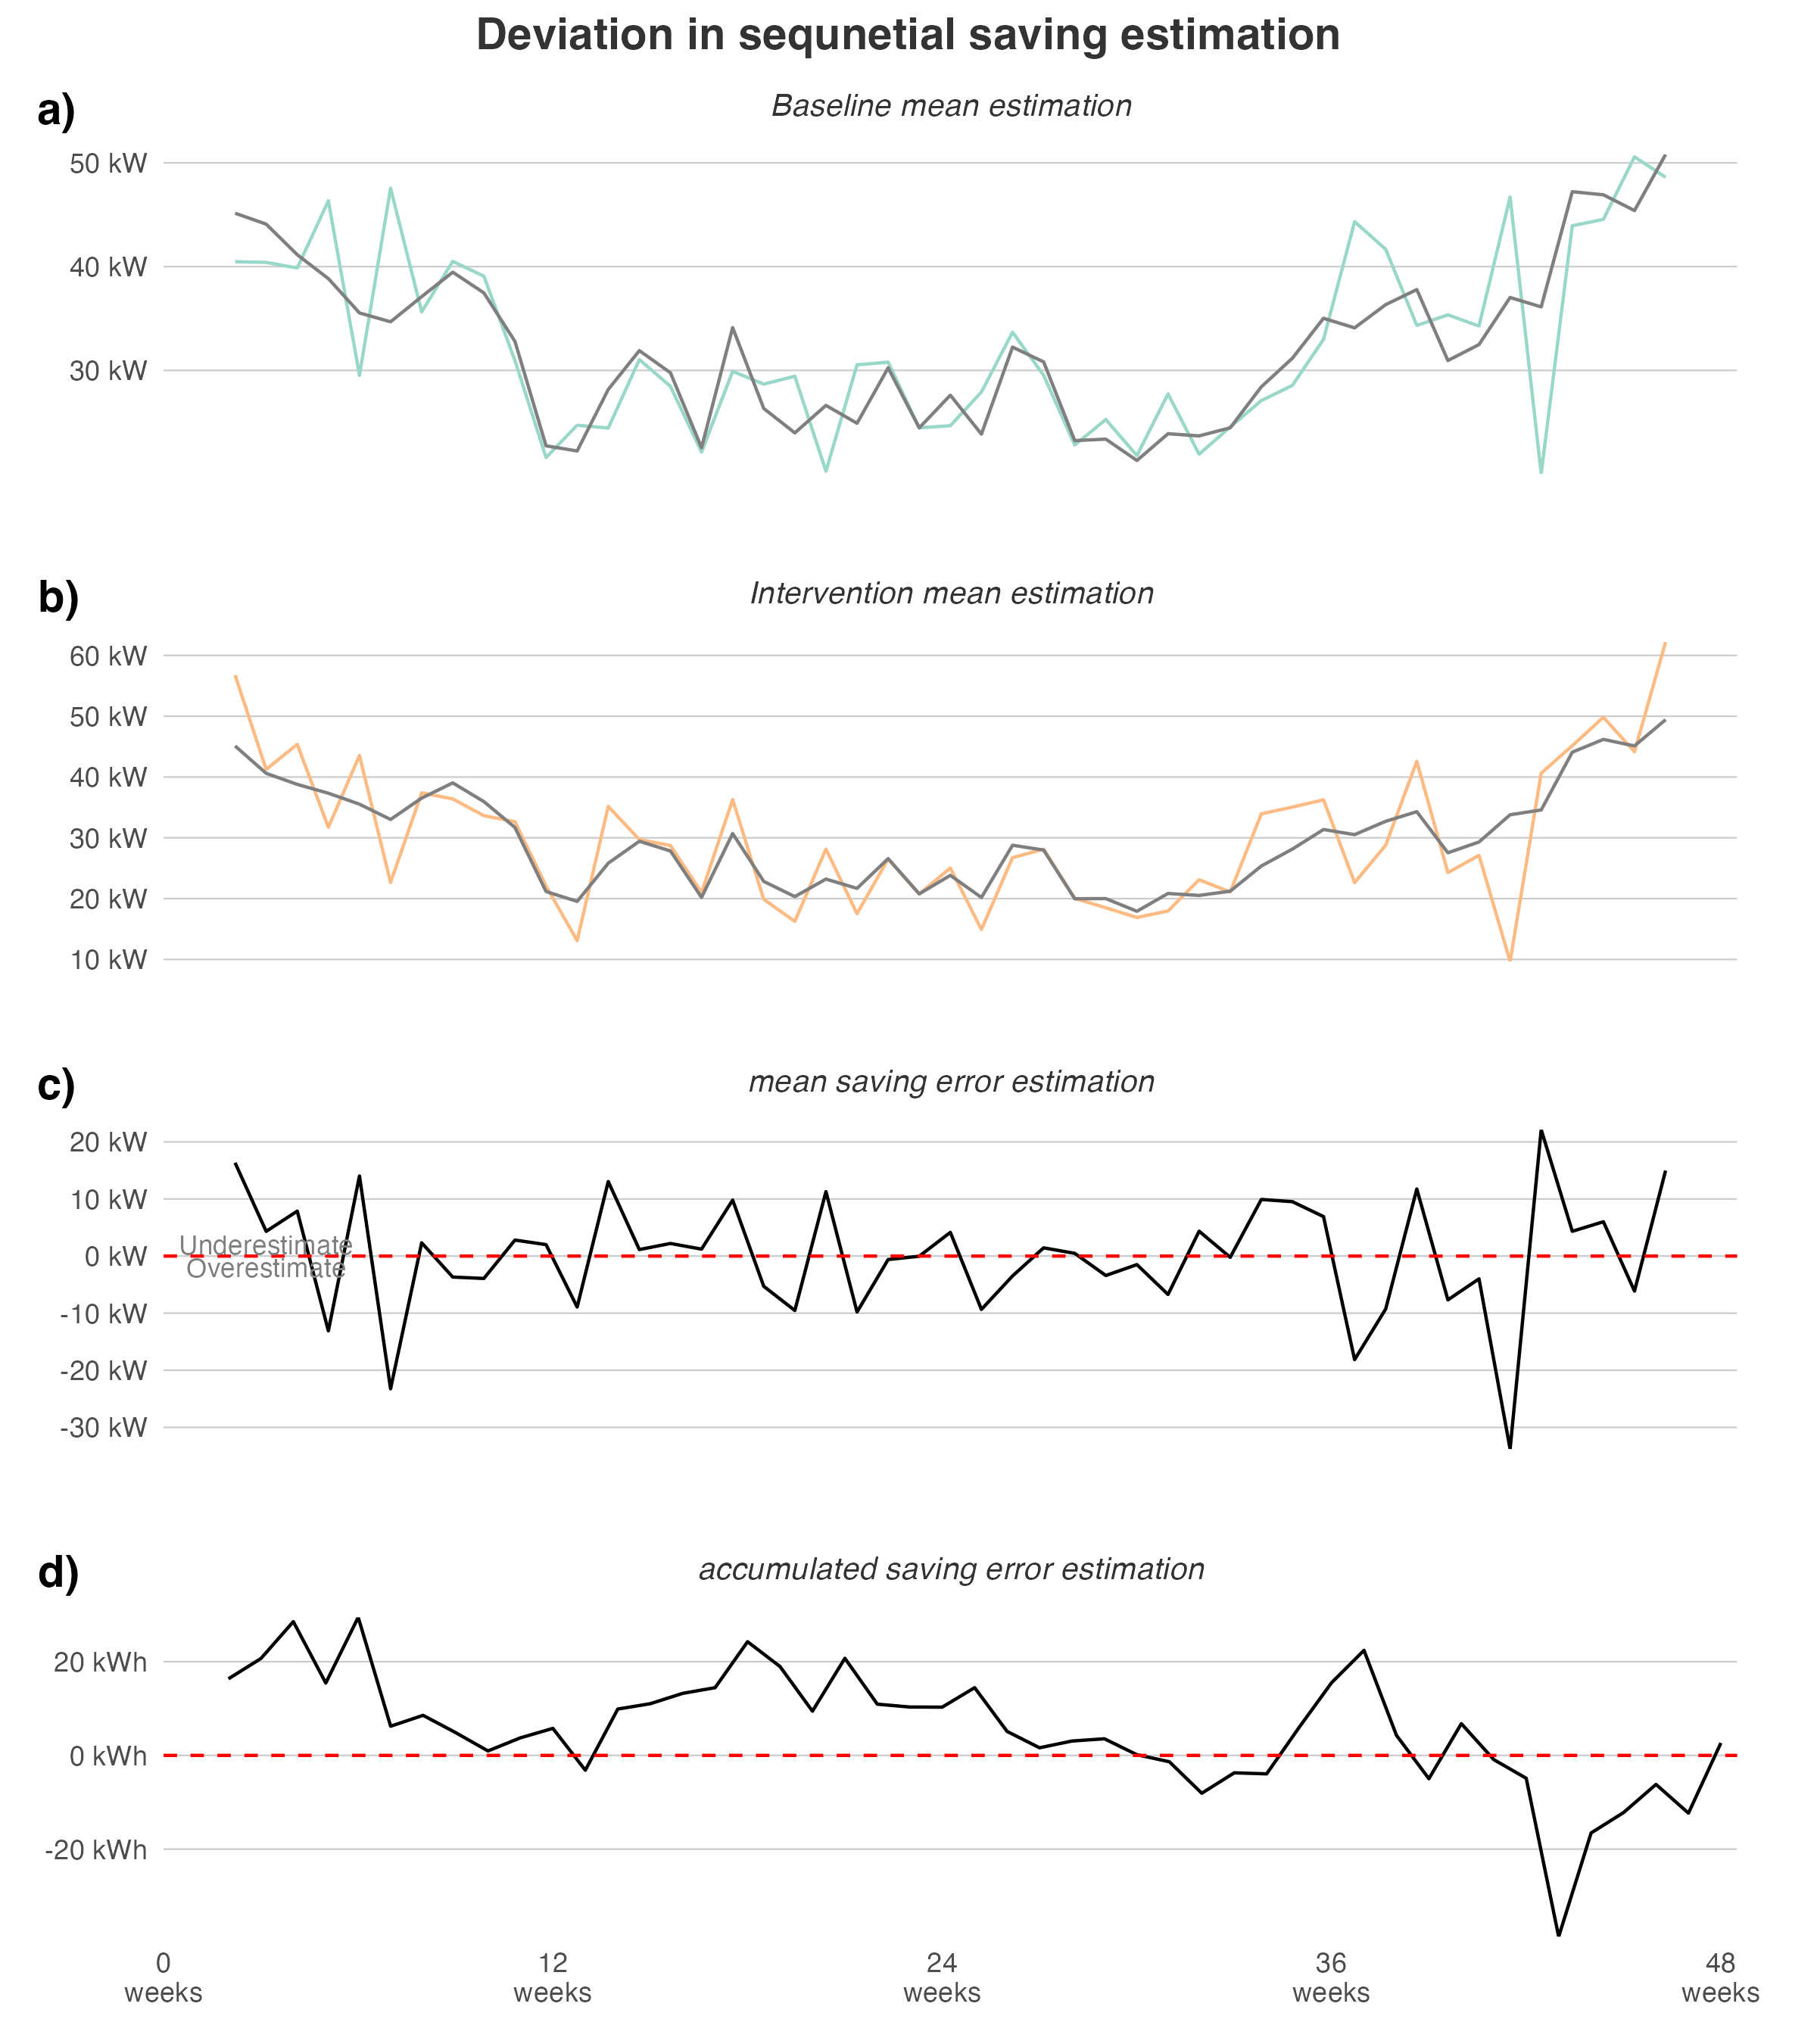 Deviation in sequnetial saving estimation
a)
Baseline mean estimation
50 kW
40 kW
30 kW
b)
Intervention mean estimation
60 kW
50 kW
40 kW
30 kW
20 kW
10 kW
c)
mean saving error estimation
20 kW
10 kW
Underestimate
0 kW
Overestimate
-10 kW
-20 kW
-30 kW
d)
accumulated saving error estimation
20 kWh
0 kWh
-20 kWh
0 12 24 36 48
weeks weeks weeks weeks weeks